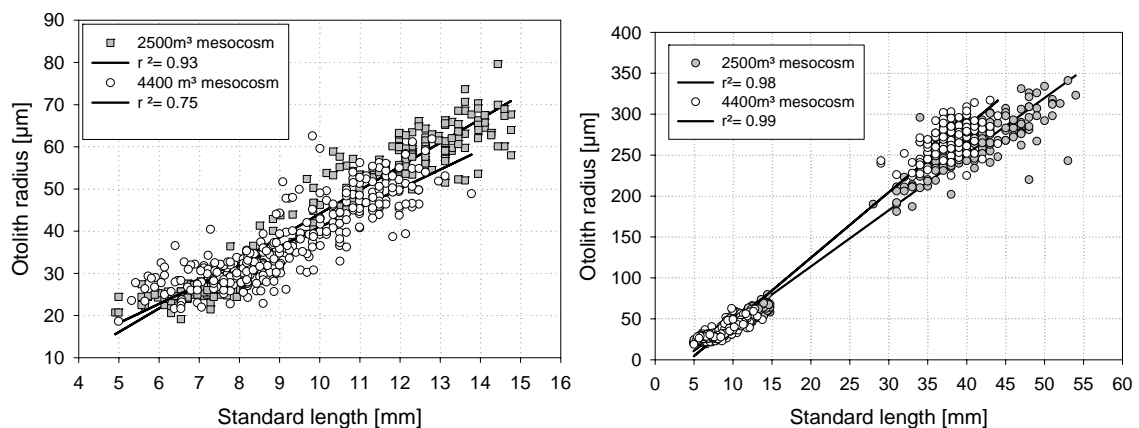 90
80
70
60
50
40
30
20
10
Otolith radius [µm]
2500m³ mesocosm
r ²= 0.93
4400 m³ mesocosm
r ²= 0.75
4 5 6 7 8 9 10 11 12 13 14 15 16
Standard length [mm]
400
350
300
250
200
150
100
50
0
Otolith radius [µm]
2500m³ mesocosm
r²= 0.98
4400m³ mesocosm
r²= 0.99
0 5 10 15 20 25 30 35 40 45 50 55 60
Standard length [mm]